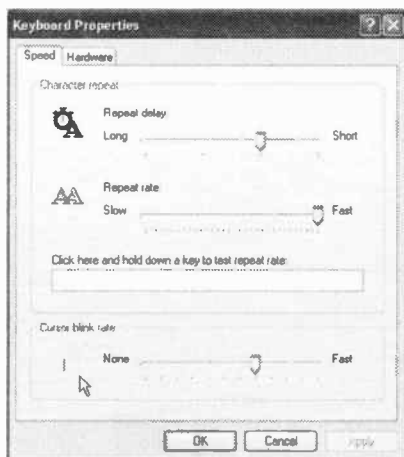 Keyboard Properties
Speed Hardware
Character repeat
Repeat delay:
Long Short
Repeat rate:
Slow Fast
Click here and hold down a key to test repeat rate:
Cursor blink rate
None Fast
OK Cancel Apply